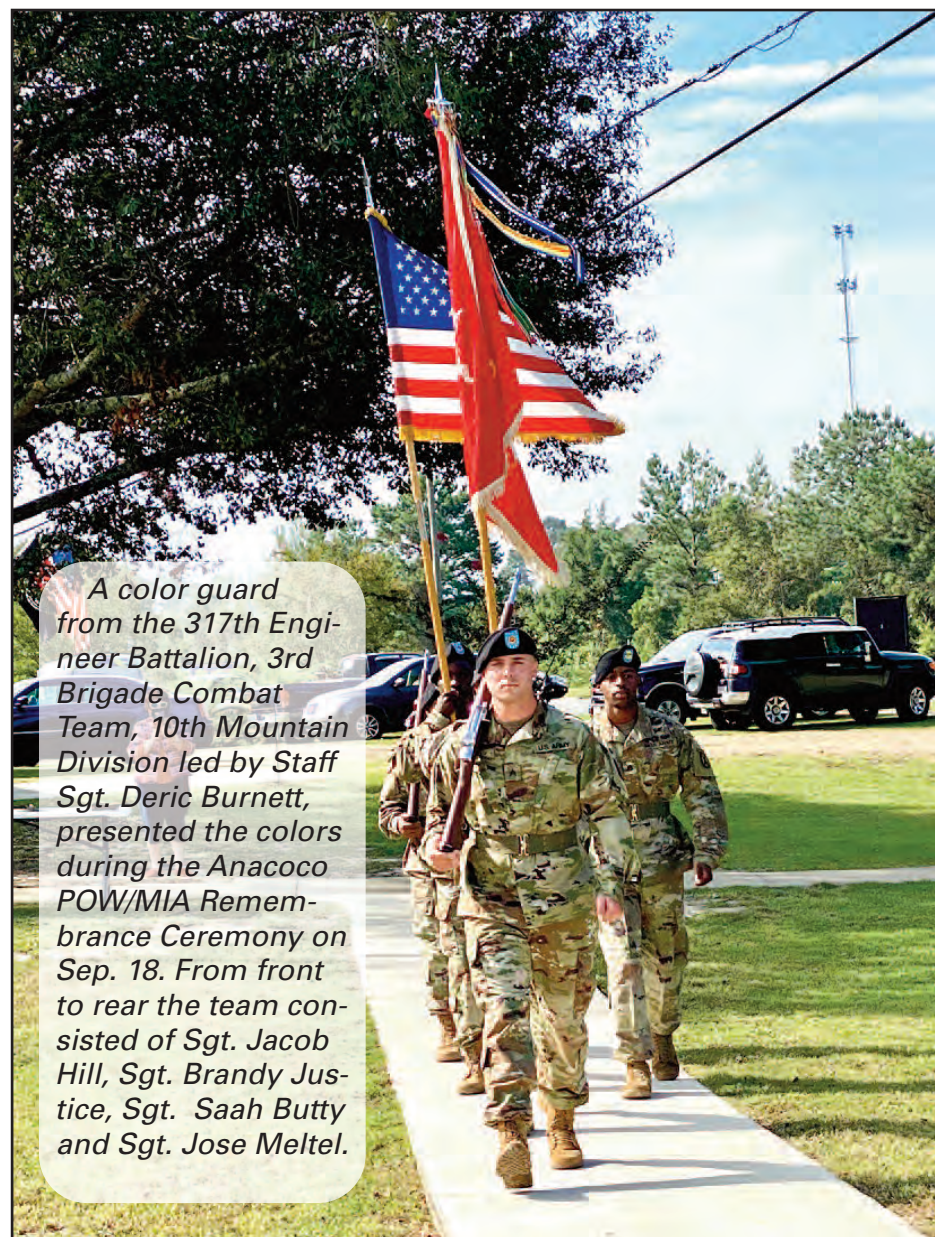 A color guard
from the 317th Engi-
neer Battalion, 3rd
Brigade Combat
Team, 10th Mountain
Division led by Staff
Sgt. Deric Burnett,
presented the colors
during the Anacoco
POW/MIA Remem-
brance Ceremony on
Sep. 18. From front
to rear the team con-
sisted of Sgt. Jacob
Hill, Sgt. Brandy Jus-
tice, Sgt.  Saah Butty
and Sgt. Jose Meltel.
U.S. ARMY